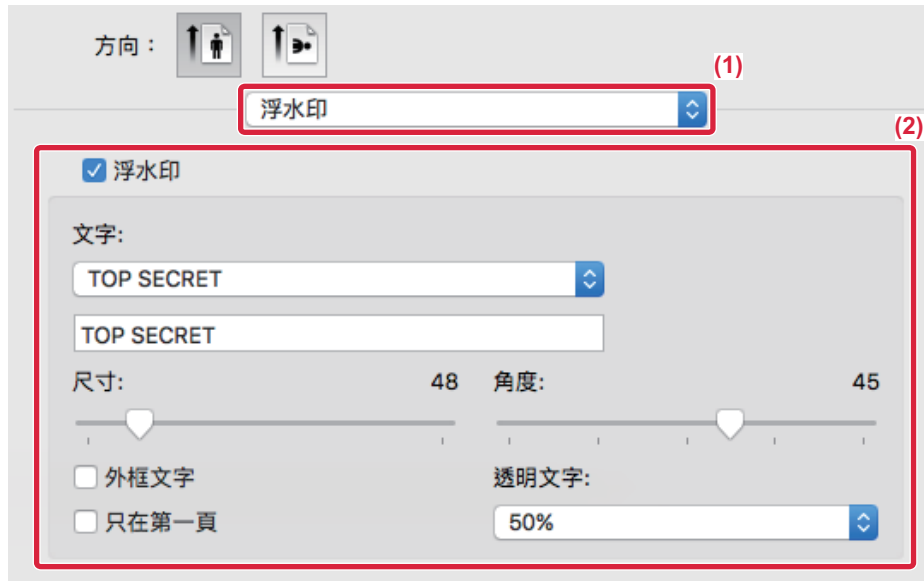 方向：
(1)
浮水印
(2)
浮水印
文字:
TOP SECRET
TOP SECRET
尺寸: 48 角度: 45
外框文字 透明文字:
只在第一頁 50%